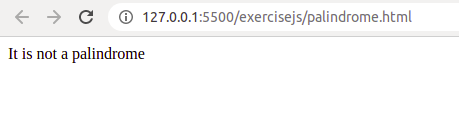 127.0.0.1:5500/exercisejs/palindrome.html
It is not a palindrome